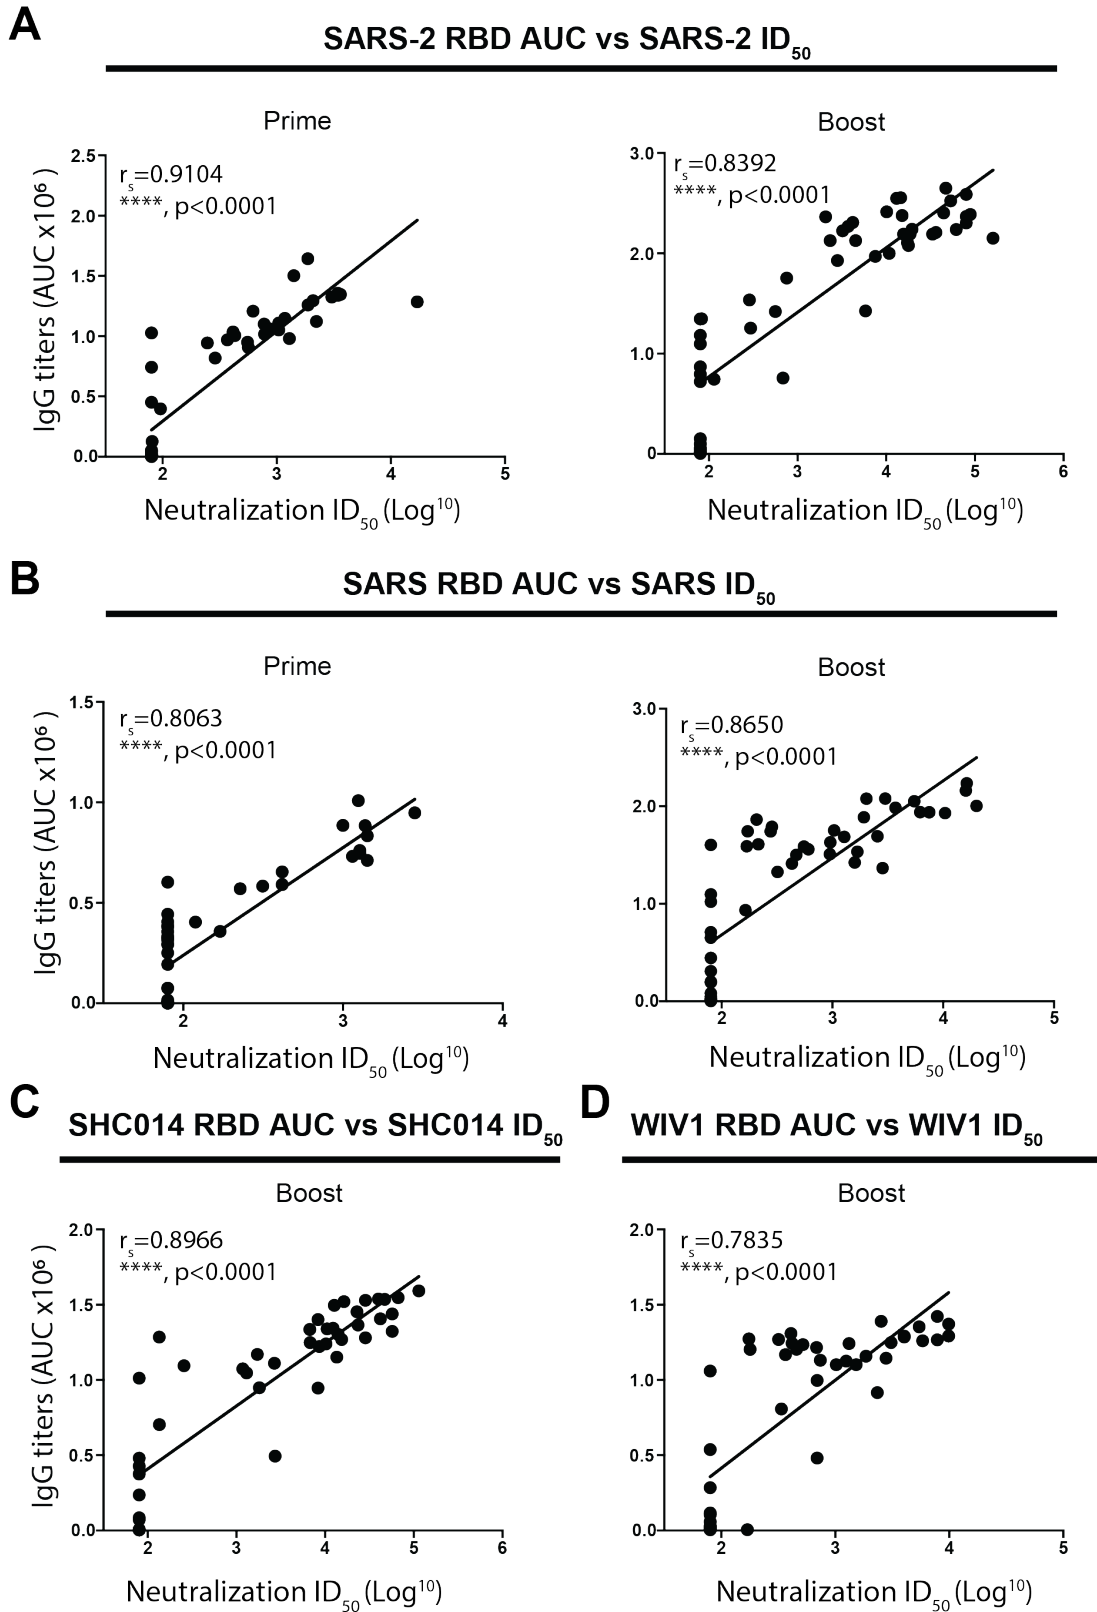 A
SARS-2 RBD AUC vs SARS-2 ID50
Prime
Boost
IgG titers (AUC x10⁶)
2.5
2.0
1.5
1.0
0.5
0.0
rs=0.9104
****, p<0.0001
2 3 4 5
Neutralization ID50 (Log¹⁰)
3.0
2.0
1.0
0
rs=0.8392
****, p<0.0001
2 3 4 5 6
Neutralization ID50 (Log¹⁰)
B
SARS RBD AUC vs SARS ID50
Prime
Boost
IgG titers (AUC x10⁶)
1.5
1.0
0.5
0.0
rs=0.8063
****, p<0.0001
2 3 4
Neutralization ID50 (Log¹⁰)
3.0
2.0
1.0
0.0
rs=0.8650
****, p<0.0001
2 3 4 5
Neutralization ID50 (Log¹⁰)
C
SHC014 RBD AUC vs SHC014 ID50
Boost
IgG titers (AUC x10⁶)
2.0
1.5
1.0
0.5
0.0
rs=0.8966
****, p<0.0001
2 3 4 5 6
Neutralization ID50 (Log¹⁰)
D
WIV1 RBD AUC vs WIV1 ID50
Boost
2.0
1.5
1.0
0.5
0.0
rs=0.7835
****, p<0.0001
2 3 4 5
Neutralization ID50 (Log¹⁰)